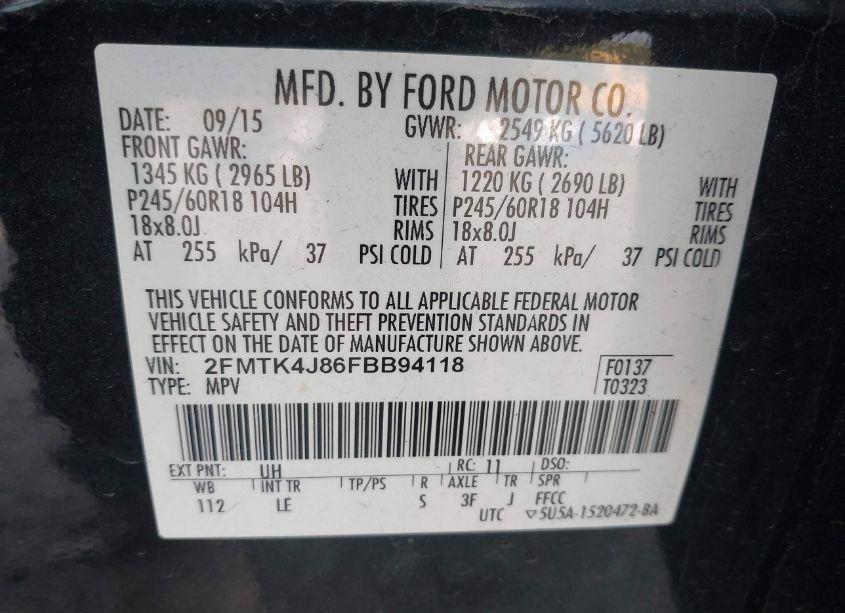 MFD. BY FORD MOTOR CO.
DATE: 09/15 GVWR: 2549 KG ( 5620 LB)
FRONT GAWR: REAR GAWR:
1345 KG ( 2965 LB) WITH 1220 KG ( 2690 LB) WITH
P245/60R18 104H TIRES P245/60R18 104H TIRES
18x8.0J RIMS 18x8.0J RIMS
AT 255 kPa/ 37 PSI COLD AT 255 kPa/ 37 PSI COLD
THIS VEHICLE CONFORMS TO ALL APPLICABLE FEDERAL MOTOR
VEHICLE SAFETY AND THEFT PREVENTION STANDARDS IN
EFFECT ON THE DATE OF MANUFACTURE SHOWN ABOVE.
VIN: 2FMTK4J86FBB94118 F0137
TYPE: MPV T0323
EXT PNT: UH RC: 11 DSO:
WB INT TR TP/PS R AXLE TR SPR
112 LE S 3F J FFCC
UTC ▽5U5A-1520472-BA